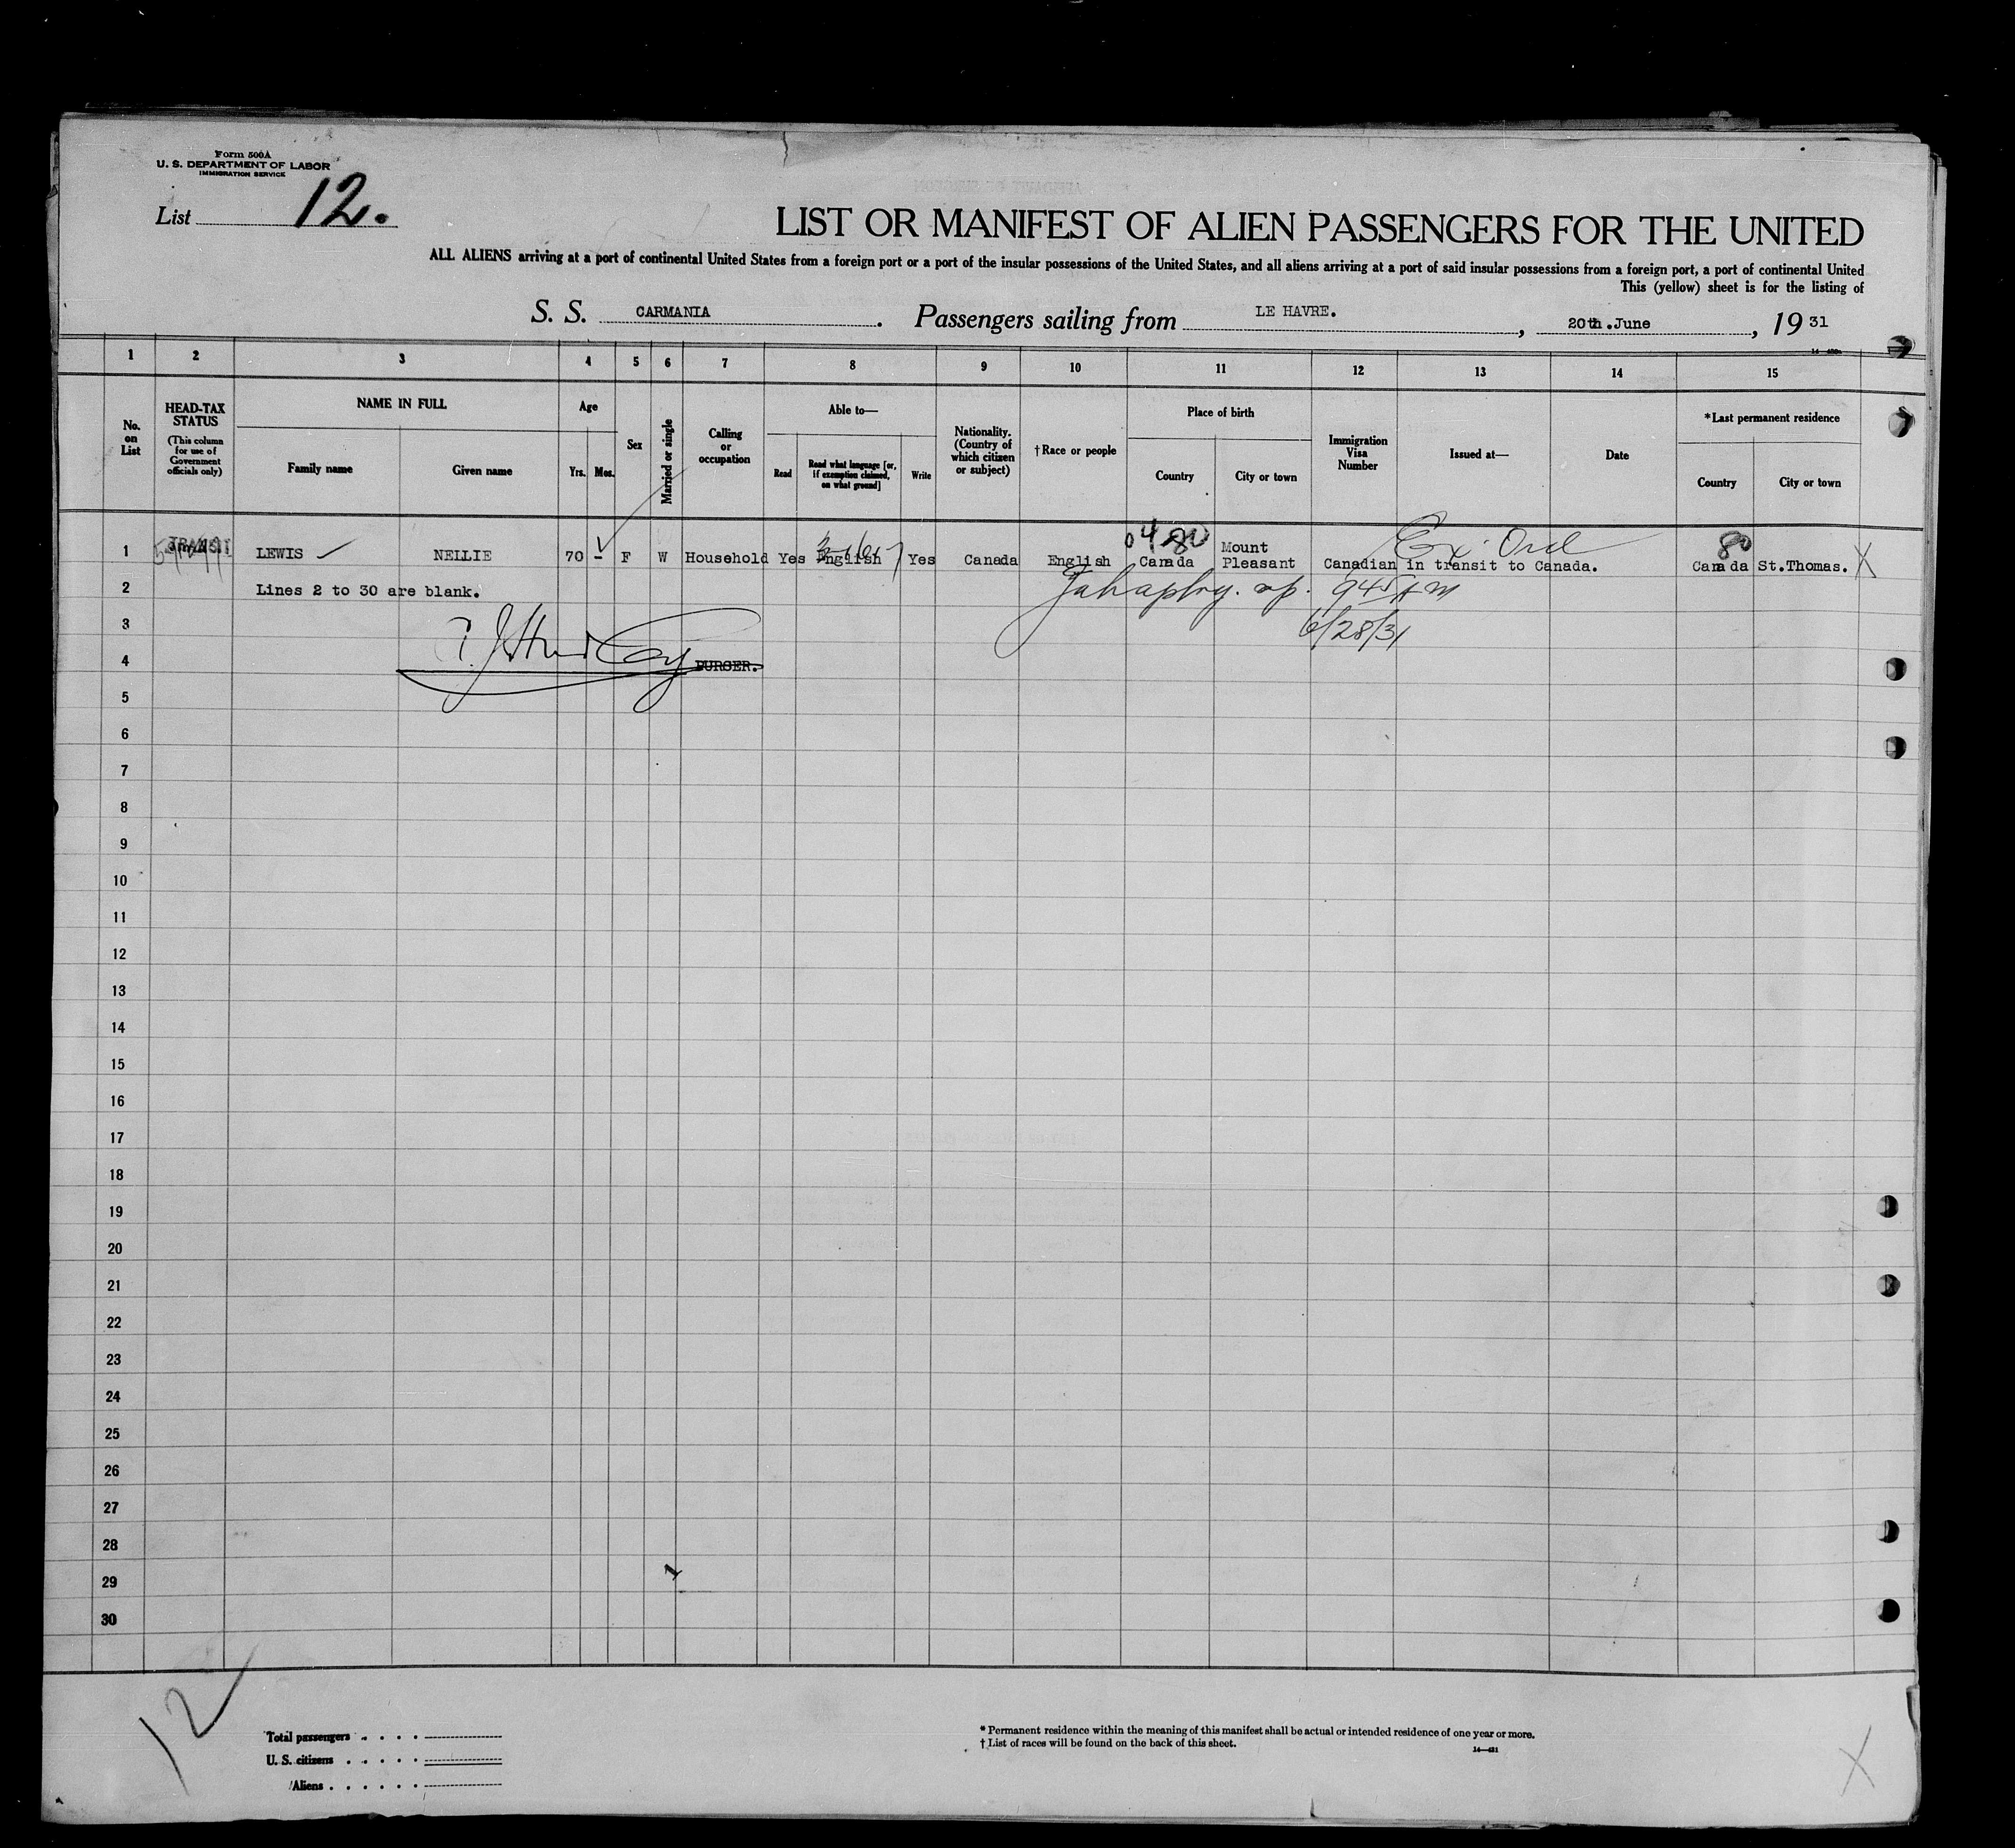 Form 500A
U. S. DEPARTMENT OF LABOR
IMMIGRATION SERVICE
List 12.
LIST OR MANIFEST OF ALIEN PASSENGERS FOR THE UNITED
ALL ALIENS arriving at a port of continental United States from a foreign port or a port of the insular possessions of the United States, and all aliens arriving at a port of said insular possessions from a foreign port, a port of continental United
This (yellow) sheet is for the listing of
S. S. CARMANIA. Passengers sailing from LE HAVRE., 20th.June, 1931
1 2 3 4 5 6 7 8 9 10 11 12 13 14 15
No. on List
HEAD-TAX STATUS
(This column for use of Government officials only)
NAME IN FULL
Family name
Given name
Age
Yrs. Mos.
Sex
Married or single
Calling or occupation
Able to—
Read
Read what language [or, if exemption claimed, on what ground]
Write
Nationality. (Country of which citizen or subject)
†Race or people
Place of birth
Country
City or town
Immigration Visa Number
Issued at—
Date
*Last permanent residence
Country
City or town
04 80
Ex. Ord
80
1 TRANSIT LEWIS NELLIE 70 - F W Household Yes English Yes Canada English Canada Mount Pleasant Canadian in transit to Canada. Canada St.Thomas. X
2 Lines 2 to 30 are blank. 945 AM
3 6/28/31
4 PURSER.
5
6
7
8
9
10
11
12
13
14
15
16
17
18
19
20
21
22
23
24
25
26
27
28
29
30
1
12
Total passengers . . . .
U. S. citizens . . . . .
Aliens . . . . . .
* Permanent residence within the meaning of this manifest shall be actual or intended residence of one year or more.
† List of races will be found on the back of this sheet.
X